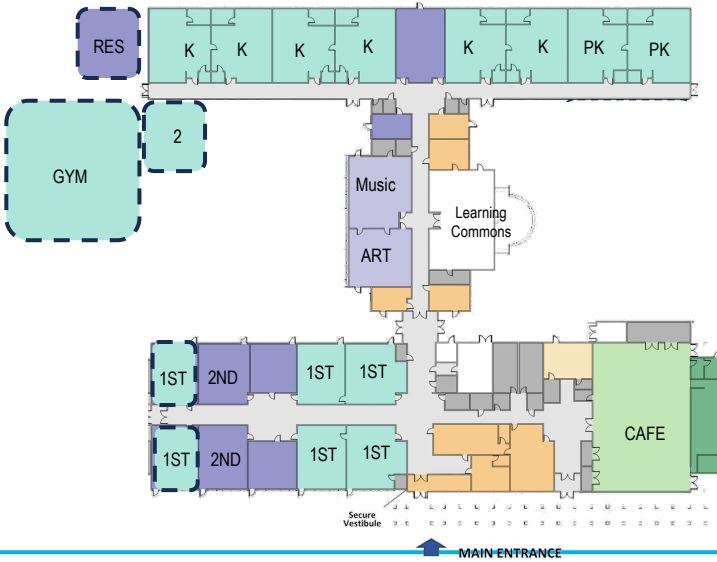 RES
K
K
K
K
K
K
PK
PK
2
GYM
Music
Learning
Commons
ART
1ST
2ND
1ST
1ST
1ST
2ND
1ST
1ST
CAFE
Secure
Vestibule
MAIN ENTRANCE